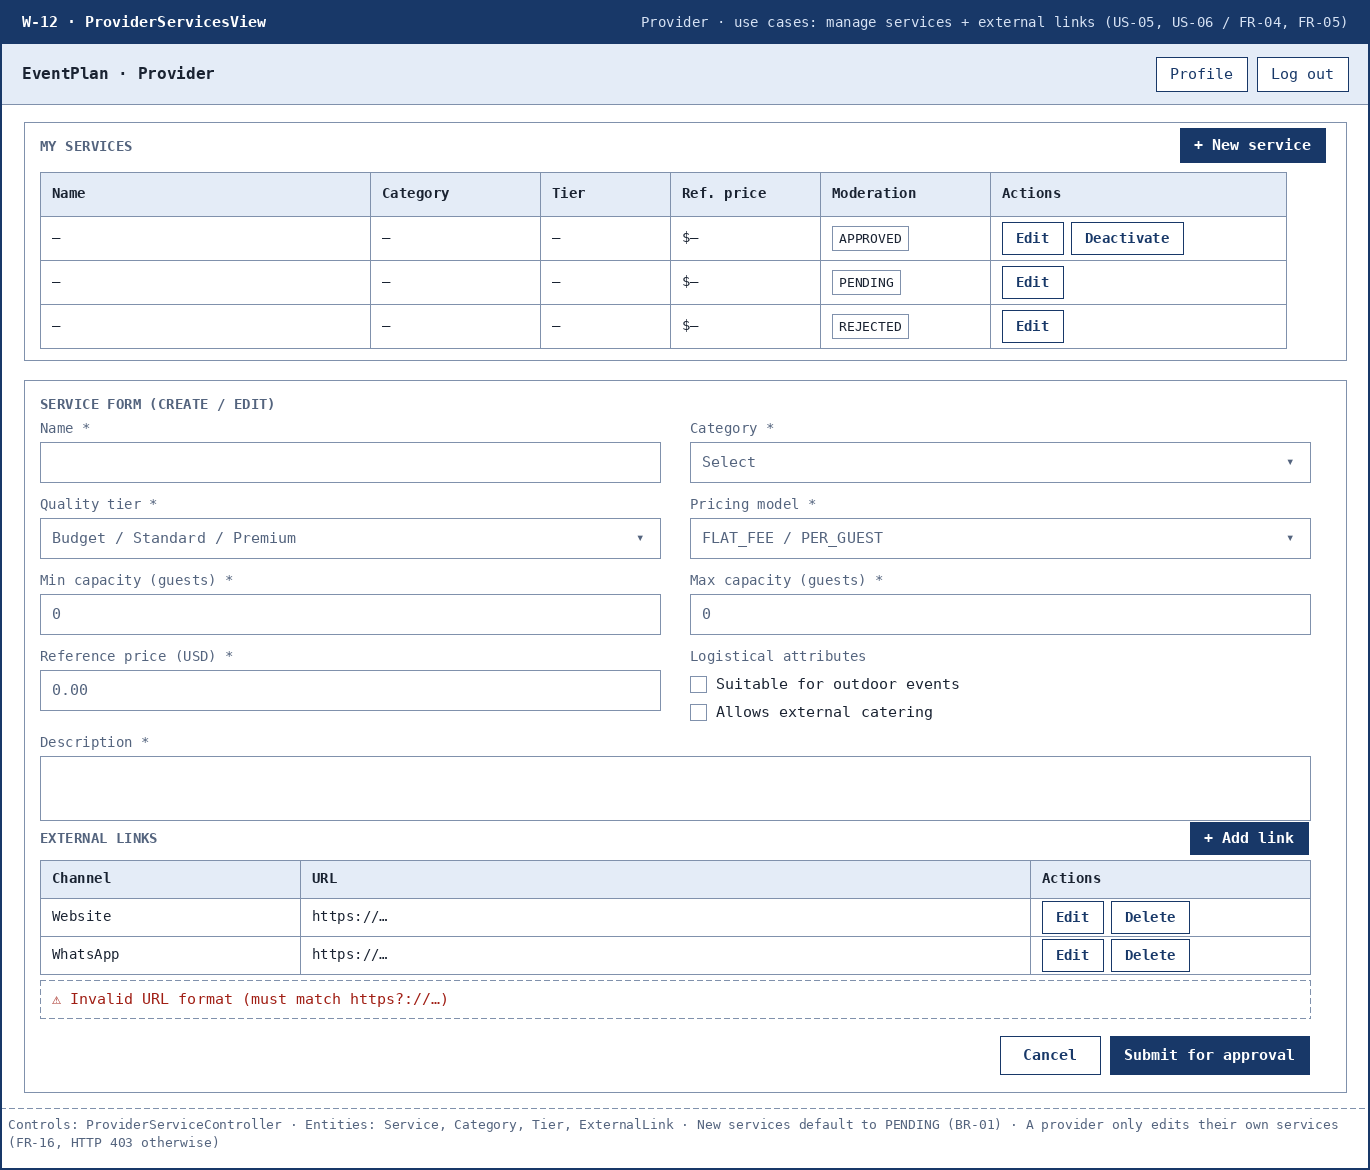 W-12 · ProviderServicesView
Provider · use cases: manage services + external links (US-05, US-06 / FR-04, FR-05)
EventPlan · Provider
Profile
Log out
MY SERVICES
+ New service
Name Category Tier Ref. price Moderation Actions
— — — $— APPROVED Edit Deactivate
— — — $— PENDING Edit
— — — $— REJECTED Edit
SERVICE FORM (CREATE / EDIT)
Name * Category *
Select ▾
Quality tier * Pricing model *
Budget / Standard / Premium ▾ FLAT_FEE / PER_GUEST ▾
Min capacity (guests) * Max capacity (guests) *
0 0
Reference price (USD) * Logistical attributes
0.00
Suitable for outdoor events
Allows external catering
Description *
EXTERNAL LINKS
+ Add link
Channel URL Actions
Website https://… Edit Delete
WhatsApp https://… Edit Delete
⚠ Invalid URL format (must match https?://…)
Cancel Submit for approval
Controls: ProviderServiceController · Entities: Service, Category, Tier, ExternalLink · New services default to PENDING (BR-01) · A provider only edits their own services
(FR-16, HTTP 403 otherwise)